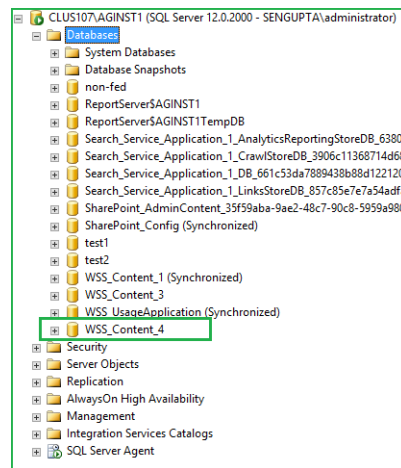 CLUS107\AGINST1 (SQL Server 12.0.2000 - SENGUPTA\administrator)
Databases
System Databases
Database Snapshots
non-fed
ReportServer$AGINST1
ReportServer$AGINST1TempDB
Search_Service_Application_1_AnalyticsReportingStoreDB_6380
Search_Service_Application_1_CrawlStoreDB_3906c11368714d68
Search_Service_Application_1_DB_661c53da7889438b88d122120
Search_Service_Application_1_LinksStoreDB_857c85e7e7a54adf
SharePoint_AdminContent_35f59aba-9ae2-48c7-90c8-5959a980
SharePoint_Config (Synchronized)
test1
test2
WSS_Content_1 (Synchronized)
WSS_Content_3
WSS_UsageApplication (Synchronized)
WSS_Content_4
Security
Server Objects
Replication
AlwaysOn High Availability
Management
Integration Services Catalogs
SQL Server Agent